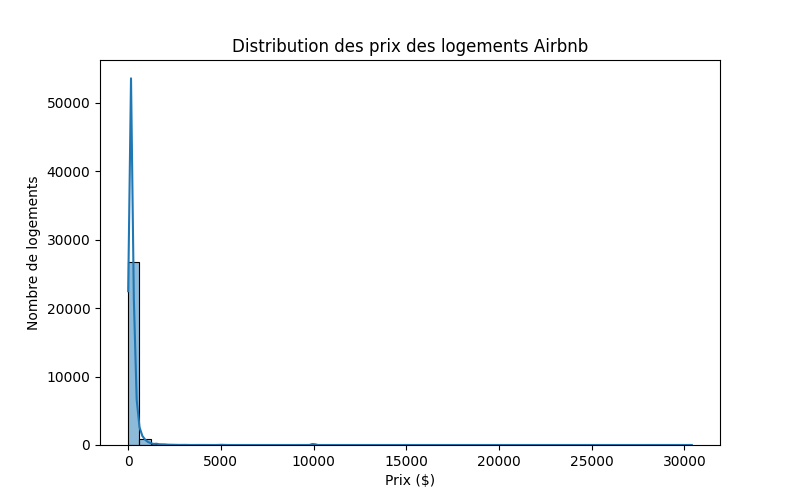 Distribution des prix des logements Airbnb
50000
40000
30000
20000
10000
0
Nombre de logements
0 5000 10000 15000 20000 25000 30000
Prix ($)